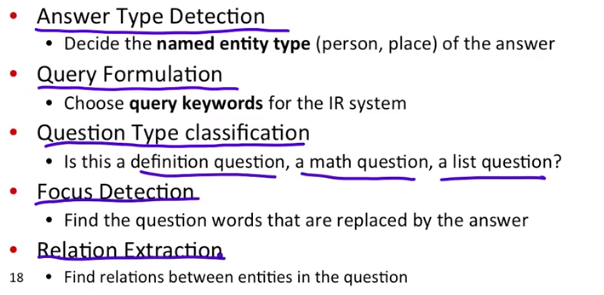 • Answer Type Detection
• Decide the named entity type (person, place) of the answer
• Query Formulation
• Choose query keywords for the IR system
• Question Type classification
• Is this a definition question, a math question, a list question?
• Focus Detection
• Find the question words that are replaced by the answer
• Relation Extraction
18 • Find relations between entities in the question